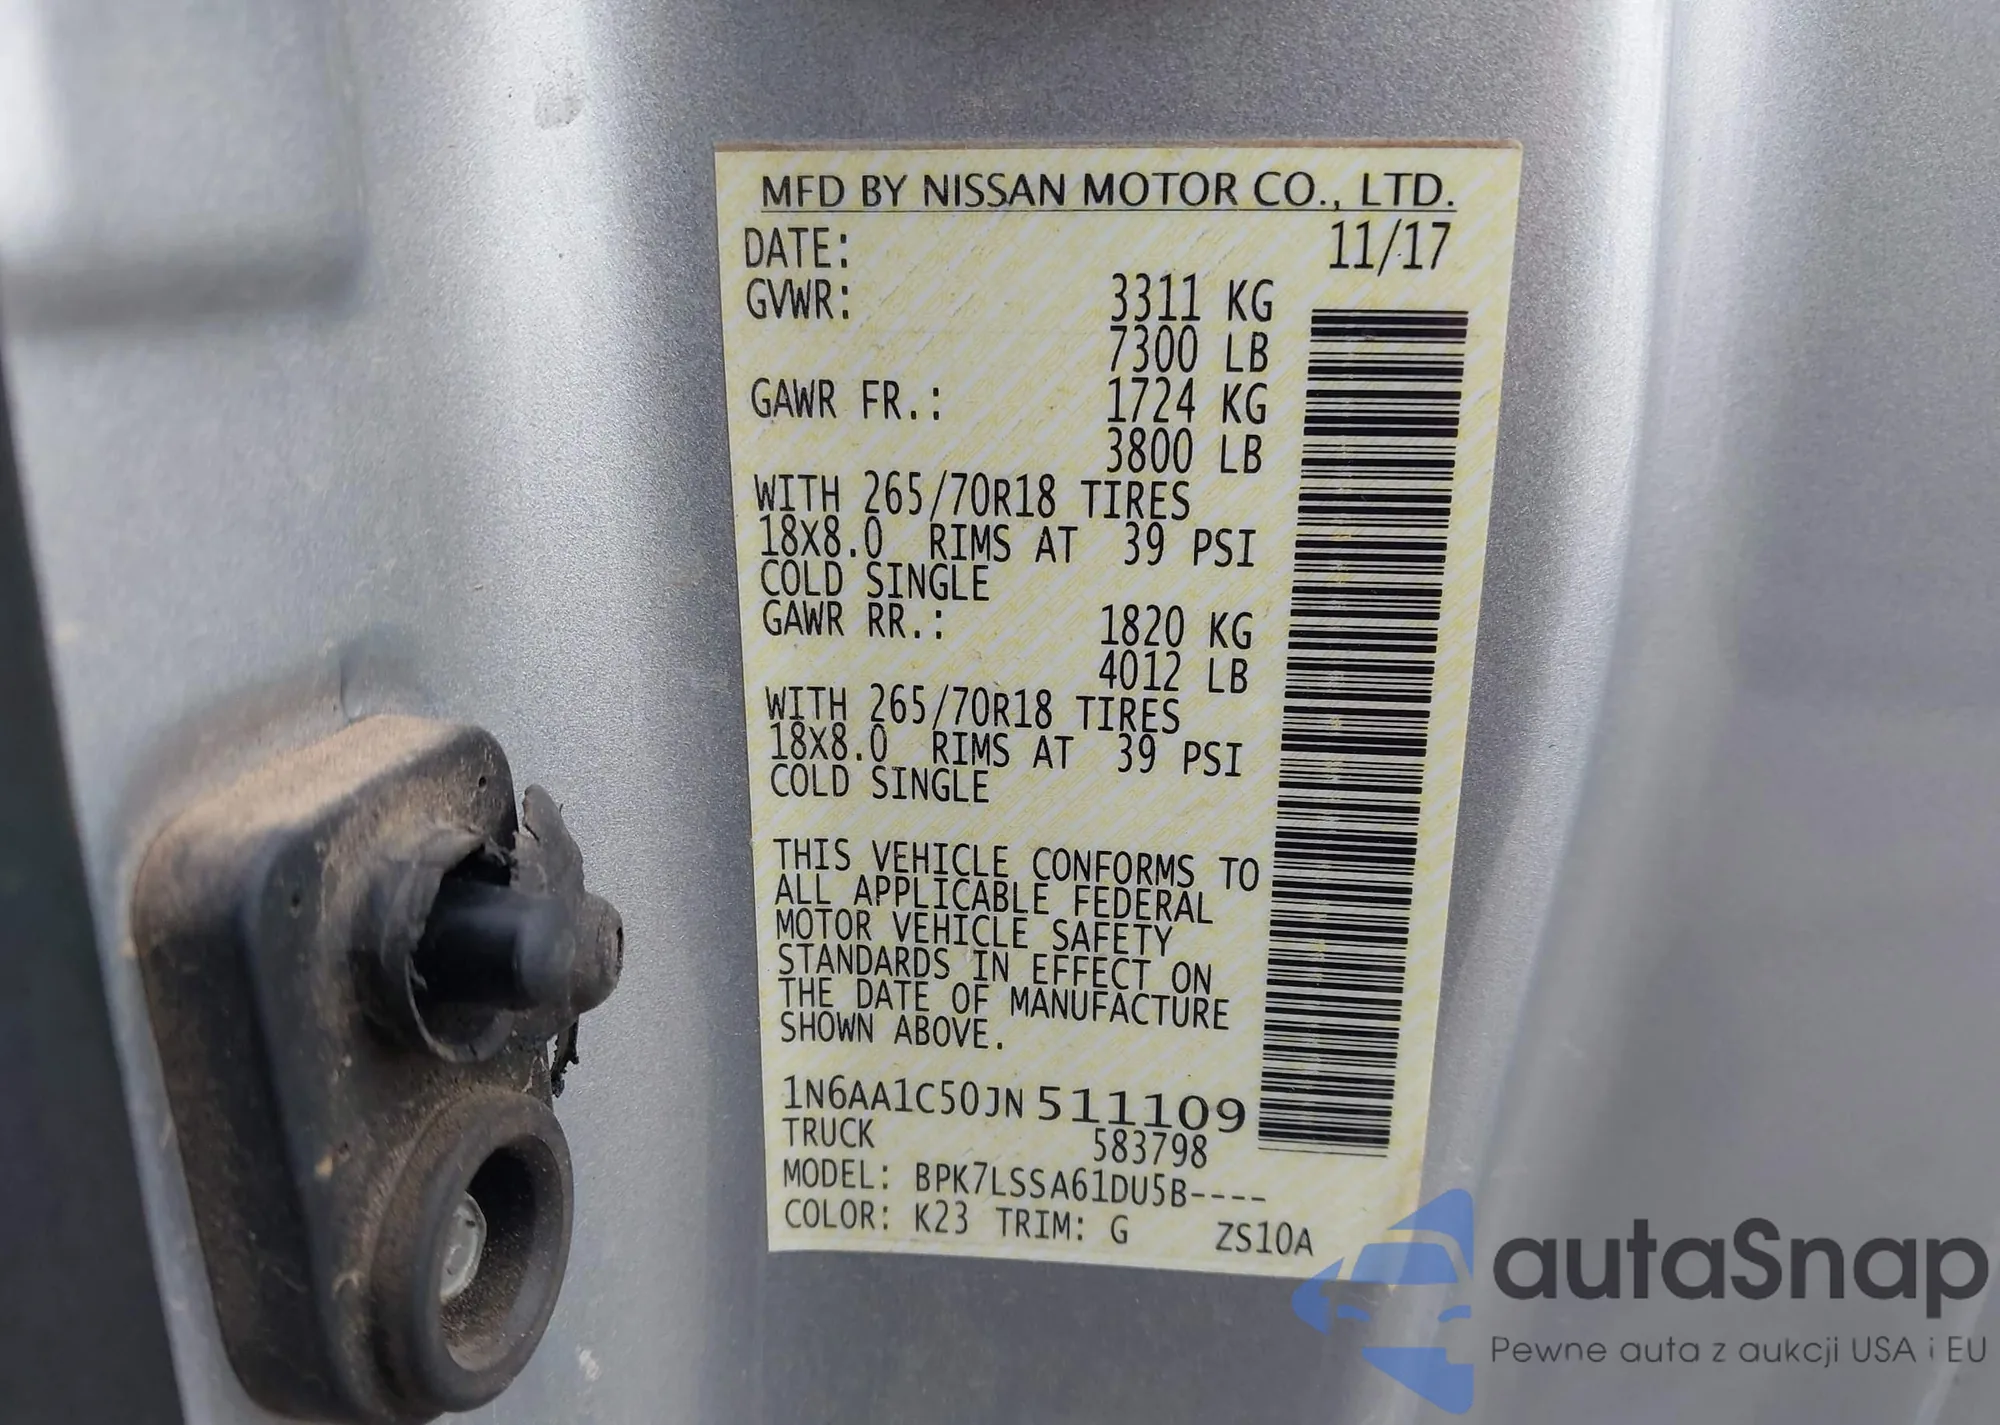 MFD BY NISSAN MOTOR CO., LTD.
DATE: 11/17
GVWR: 3311 KG
7300 LB
GAWR FR.: 1724 KG
3800 LB
WITH 265/70R18 TIRES
18X8.0 RIMS AT 39 PSI
COLD SINGLE
GAWR RR.: 1820 KG
4012 LB
WITH 265/70R18 TIRES
18X8.0 RIMS AT 39 PSI
COLD SINGLE
THIS VEHICLE CONFORMS TO
ALL APPLICABLE FEDERAL
MOTOR VEHICLE SAFETY
STANDARDS IN EFFECT ON
THE DATE OF MANUFACTURE
SHOWN ABOVE.
1N6AA1C50JN511109
TRUCK 583798
MODEL: BPK7LSSA61DU5B----
COLOR: K23 TRIM: G ZS10A
autaSnap
Pewne auta z aukcji USA i EU